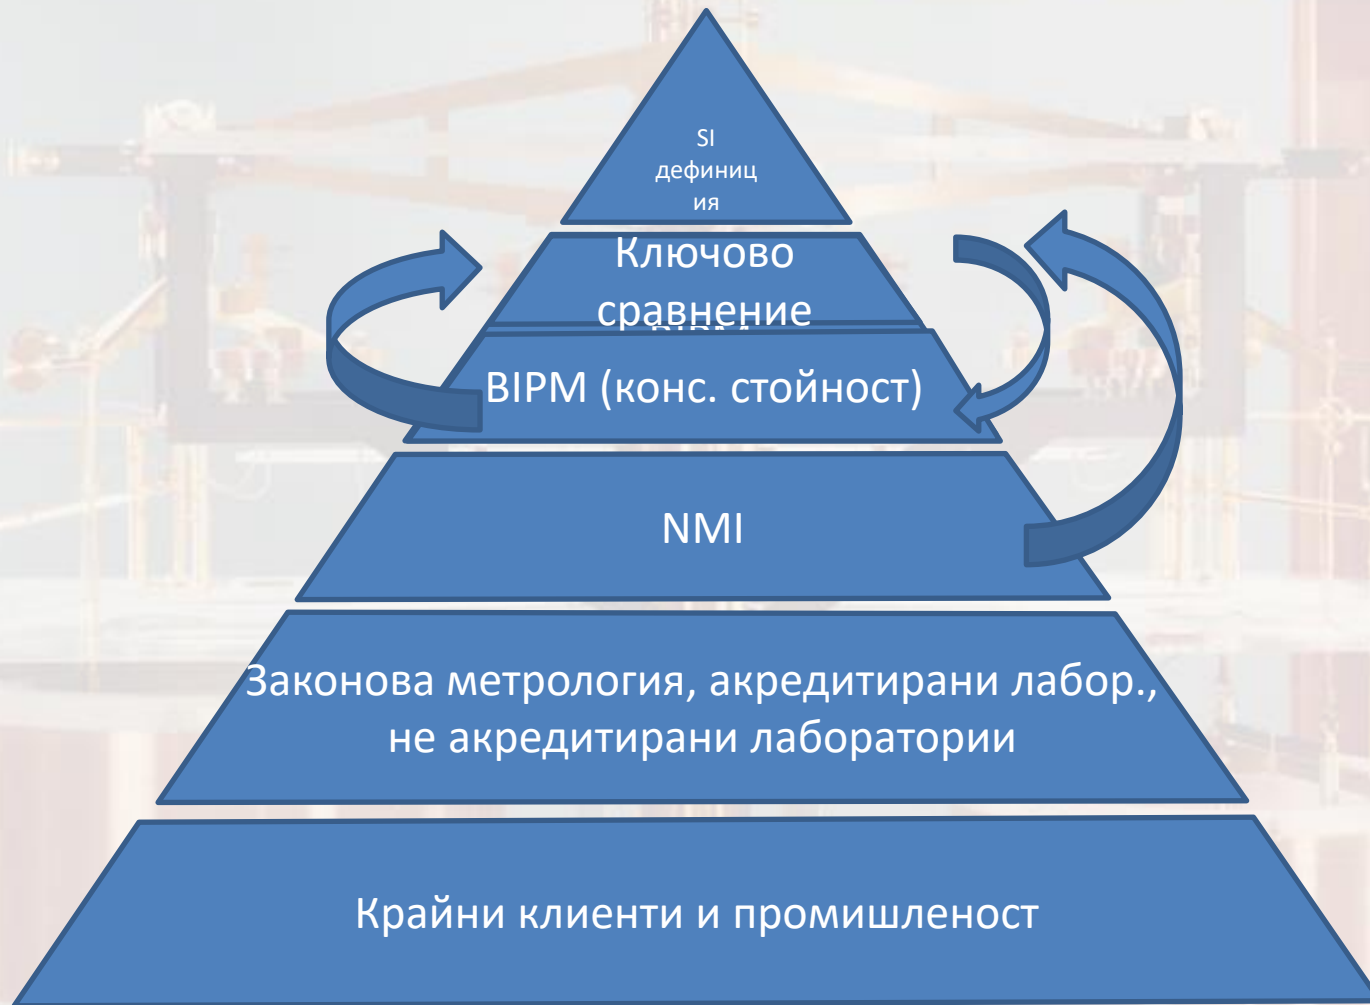 SI
дефиниц
ия
Ключово
сравнение
BIPM (конс. стойност)
NMI
Законова метрология, акредитирани лабор.,
не акредитирани лаборатории
Крайни клиенти и промишленост